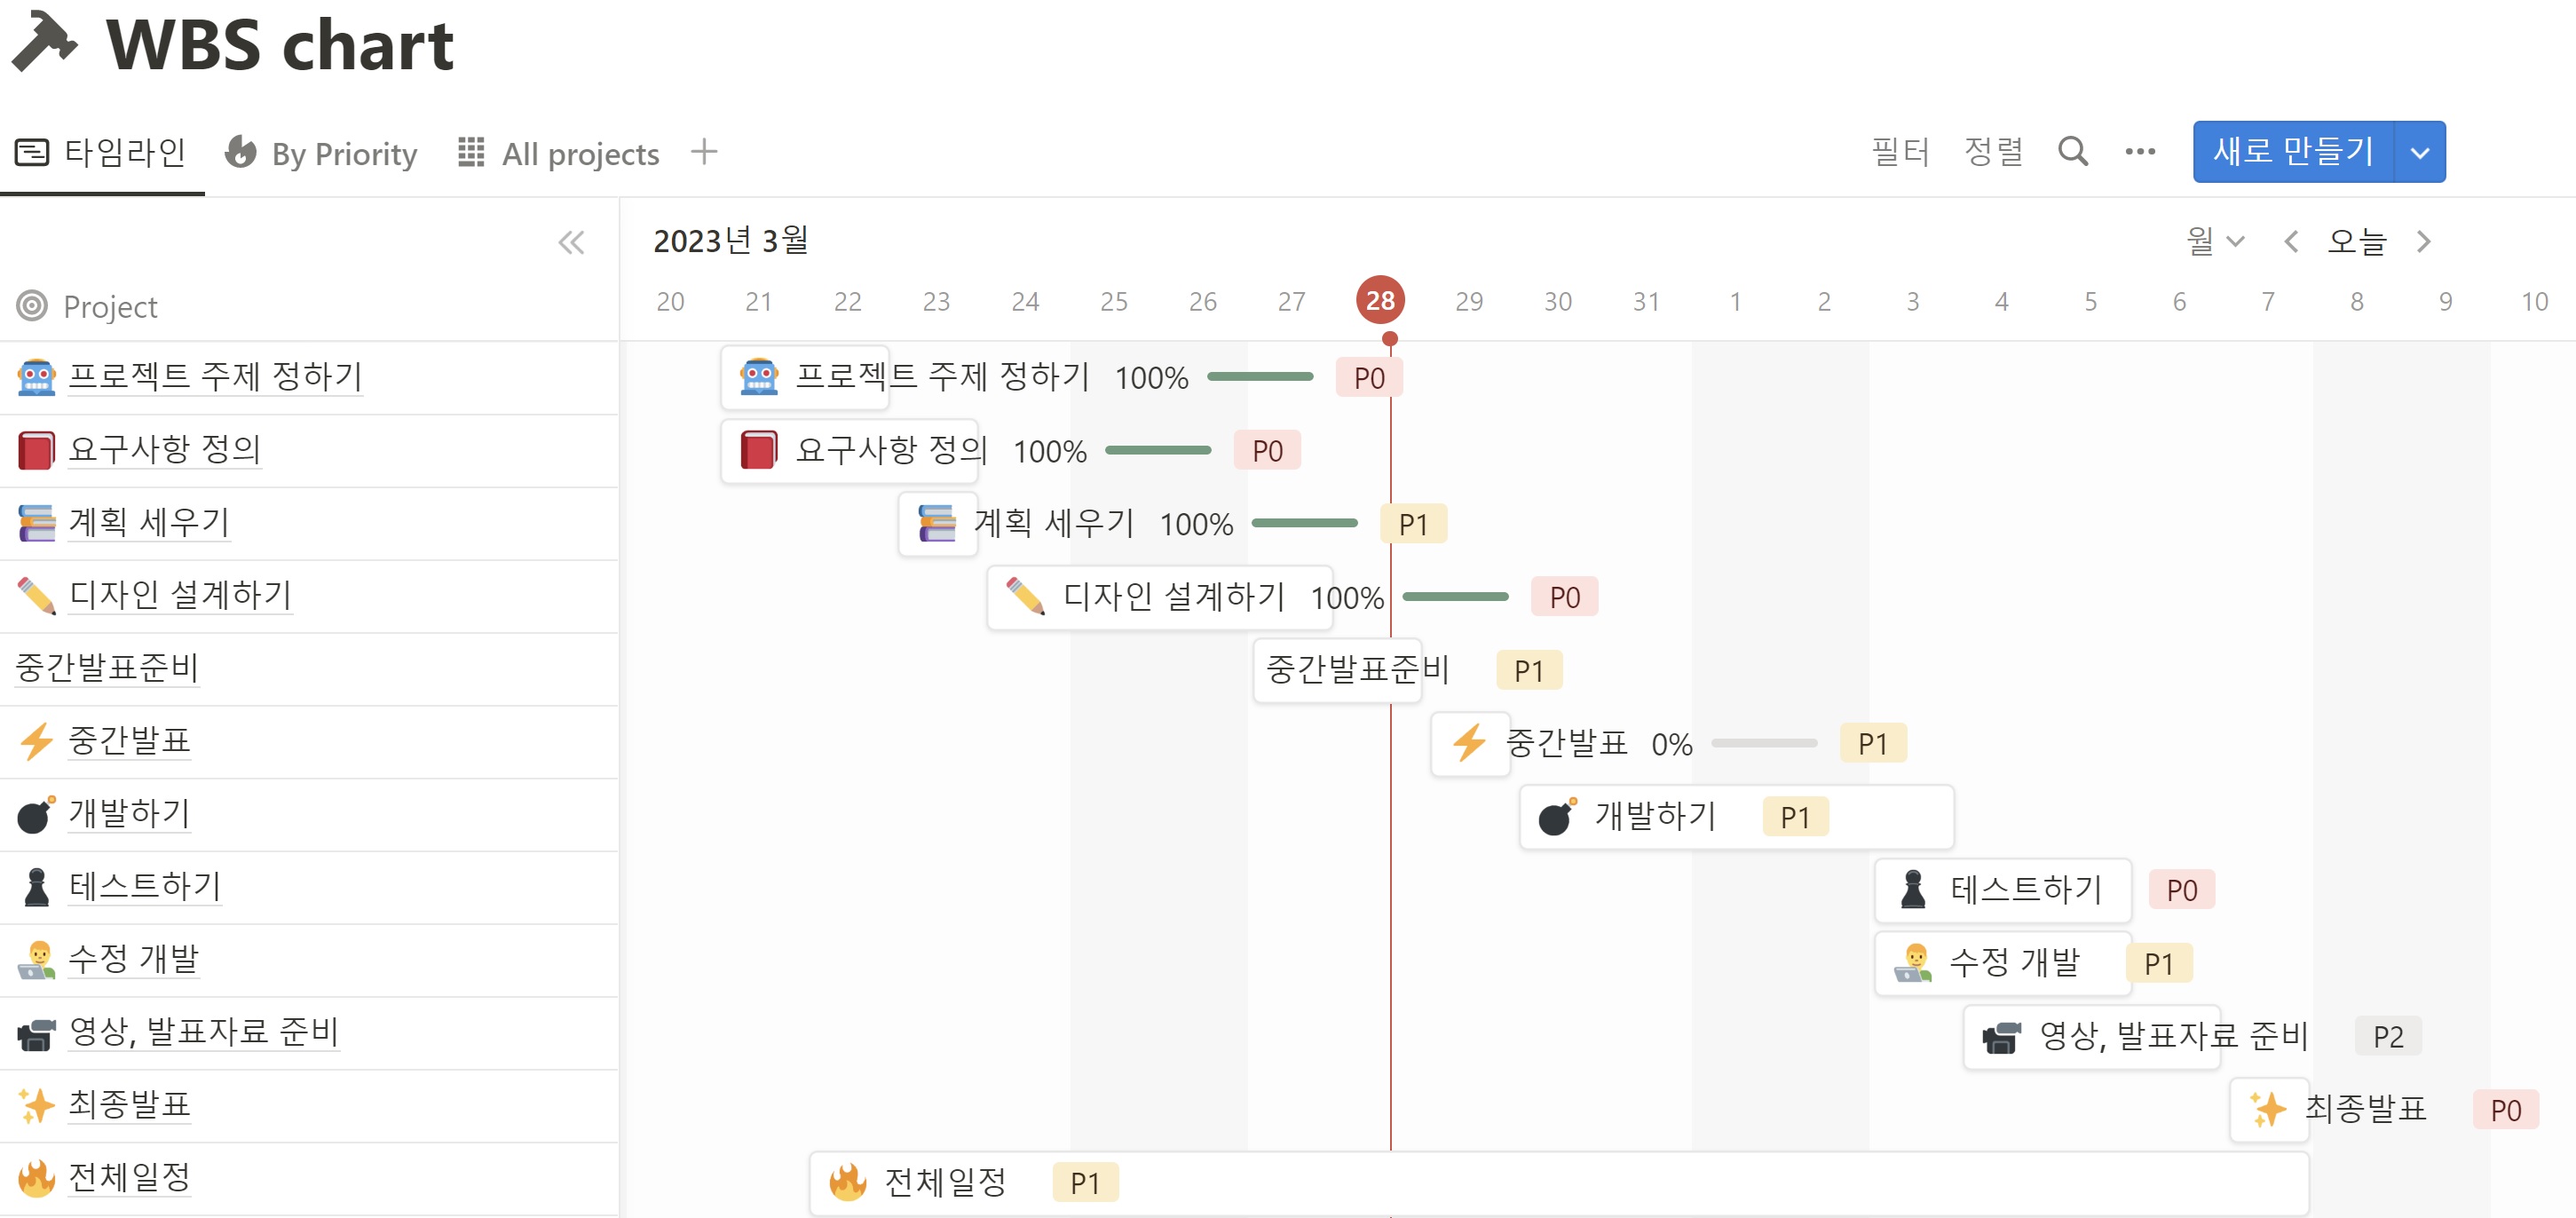 WBS chart
타임라인 By Priority All projects 필터 정렬 새로 만들기
2023년 3월 월 오늘
Project 20 21 22 23 24 25 26 27 28 29 30 31 1 2 3 4 5 6 7 8 9 10
프로젝트 주제 정하기 프로젝트 주제 정하기 100% P0
요구사항 정의 요구사항 정의 100% P0
계획 세우기 계획 세우기 100% P1
디자인 설계하기 디자인 설계하기 100% P0
중간발표준비 중간발표준비 P1
중간발표 중간발표 0% P1
개발하기 개발하기 P1
테스트하기 테스트하기 P0
수정 개발 수정 개발 P1
영상, 발표자료 준비 영상, 발표자료 준비 P2
최종발표 최종발표 P0
전체일정 전체일정 P1